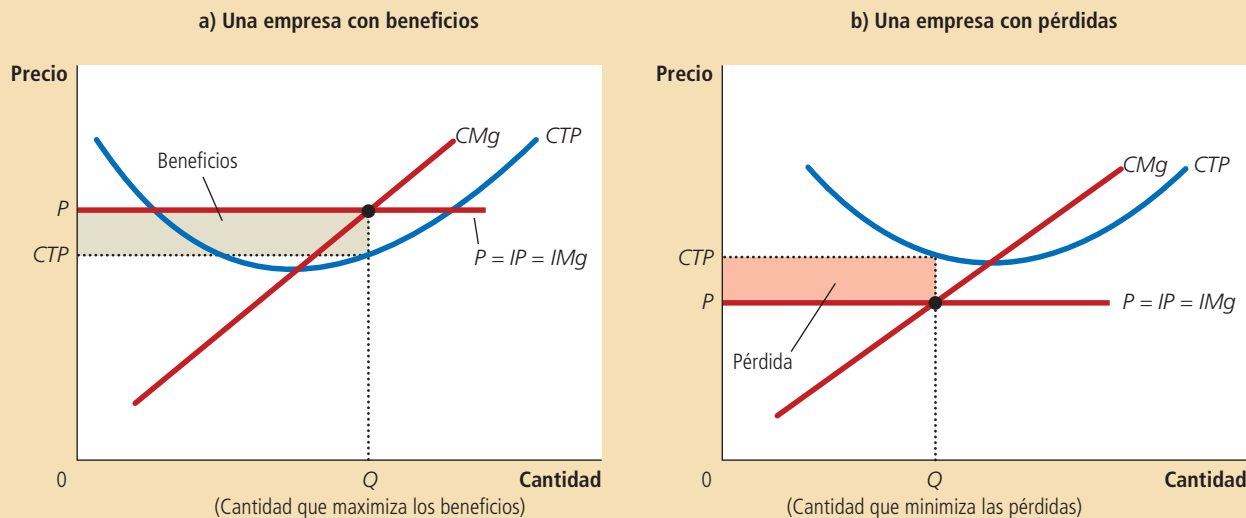 a) Una empresa con beneficios
Precio
CMg
CTP
Beneficios
P
CTP
P = IP = IMg
0
Q
Cantidad
(Cantidad que maximiza los beneficios)
b) Una empresa con pérdidas
Precio
CMg
CTP
CTP
P
P = IP = IMg
Pérdida
0
Q
Cantidad
(Cantidad que minimiza las pérdidas)